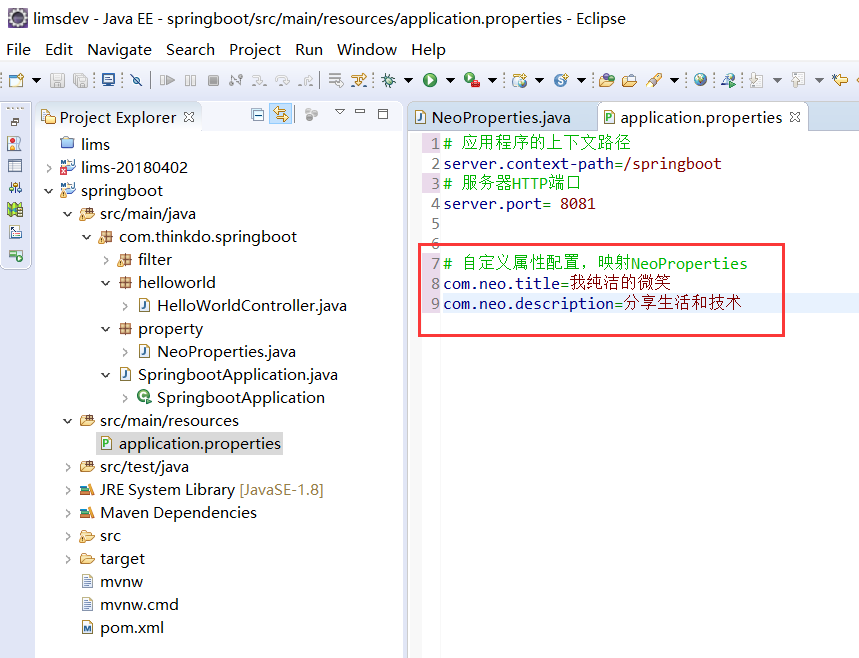 limsdev - Java EE - springboot/src/main/resources/application.properties - Eclipse
File Edit Navigate Search Project Run Window Help
Project Explorer
lims
lims-20180402
springboot
src/main/java
com.thinkdo.springboot
filter
helloworld
HelloWorldController.java
property
NeoProperties.java
SpringbootApplication.java
SpringbootApplication
src/main/resources
application.properties
src/test/java
JRE System Library [JavaSE-1.8]
Maven Dependencies
src
target
mvnw
mvnw.cmd
pom.xml
NeoProperties.java application.properties
1 # 应用程序的上下文路径
2 server.context-path=/springboot
3 # 服务器HTTP端口
4 server.port= 8081
5
6
7 # 自定义属性配置，映射NeoProperties
8 com.neo.title=我纯洁的微笑
9 com.neo.description=分享生活和技术